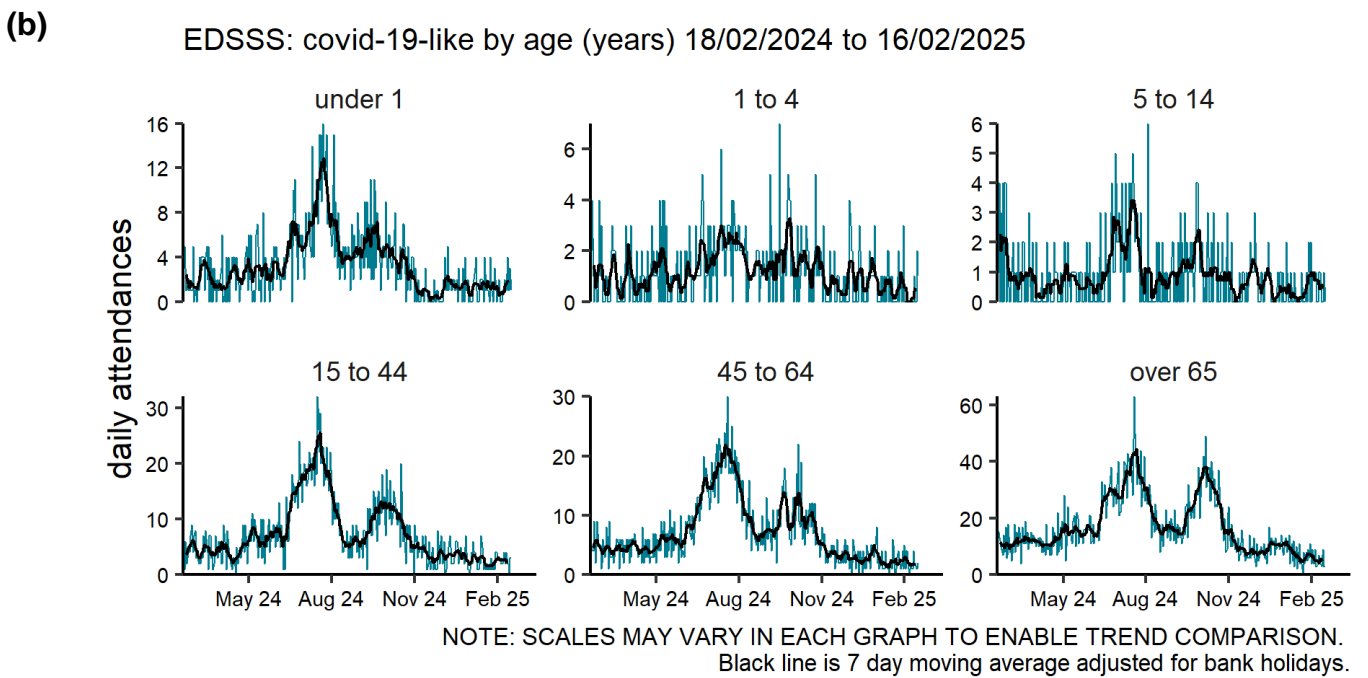 (b)
EDSSS: covid-19-like by age (years) 18/02/2024 to 16/02/2025
daily attendances
under 1
16
12
8
4
0
1 to 4
6
4
2
0
5 to 14
6
5
4
3
2
1
0
15 to 44
30
20
10
0
May 24 Aug 24 Nov 24 Feb 25
45 to 64
30
20
10
0
May 24 Aug 24 Nov 24 Feb 25
over 65
60
40
20
0
May 24 Aug 24 Nov 24 Feb 25
NOTE: SCALES MAY VARY IN EACH GRAPH TO ENABLE TREND COMPARISON.
Black line is 7 day moving average adjusted for bank holidays.